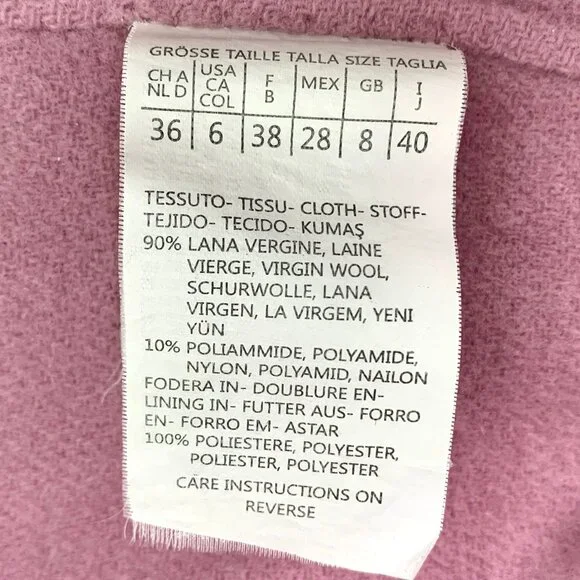 GRÖSSE TAILLE TALLA SIZE TAGLIA
CH A USA F MEX GB I
NL D CA B J
COL
36 6 38 28 8 40
TESSUTO- TISSU- CLOTH- STOFF-
TEJIDO- TECIDO- KUMAŞ
90% LANA VERGINE, LAINE
VIERGE, VIRGIN WOOL,
SCHURWOLLE, LANA
VIRGEN, LA VIRGEM, YENI
YÜN
10% POLIAMMIDE, POLYAMIDE,
NYLON, POLYAMID, NAILON
FODERA IN- DOUBLURE EN-
LINING IN- FUTTER AUS- FORRO
EN- FORRO EM- ASTAR
100% POLIESTERE, POLYESTER,
POLIESTER, POLYESTER
CARE INSTRUCTIONS ON
REVERSE